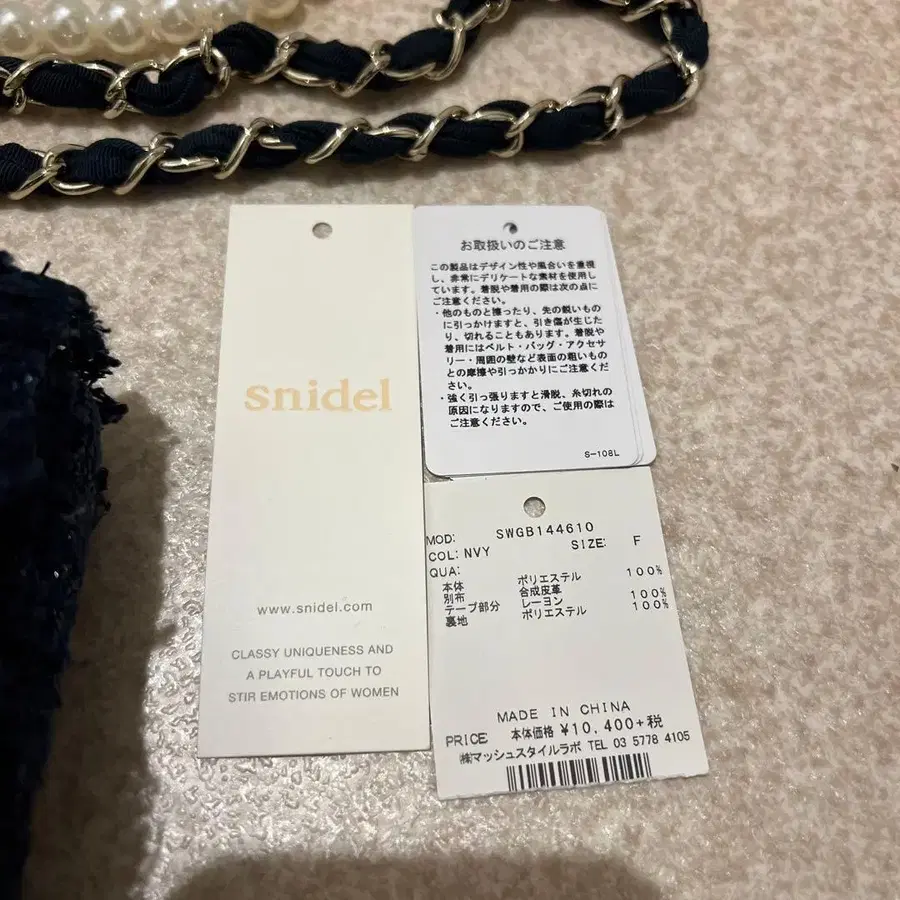 snidel
www.snidel.com
CLASSY UNIQUENESS AND
A PLAYFUL TOUCH TO
STIR EMOTIONS OF WOMEN
お取扱いのご注意
この製品はデザイン性や風合いを重視
し、非常にデリケートな素材を使用し
ています。着脱や着用の際は次の点に
ご注意ください。
・他のものと擦ったり、先の鋭いもの
に引っかけますと、引き傷が生じた
り、切れることもあります。着脱や
着用にはベルト・バッグ・アクセサ
リー・周囲の壁など表面の粗いもの
との摩擦や引っかかりにご注意くだ
さい。
・強く引っ張りますと滑脱、糸切れの
原因になりますので、ご使用の際は
ご注意ください。
S-108L
MOD: SWGB144610
COL: NVY SIZE: F
QUA:
本体 ポリエステル 100%
別布 合成皮革
テープ部分 レーヨン 100%
裏地 ポリエステル 100%
MADE IN CHINA
PRICE 本体価格 ¥10,400+税
㈱マッシュスタイルラボ TEL 03 5778 4105